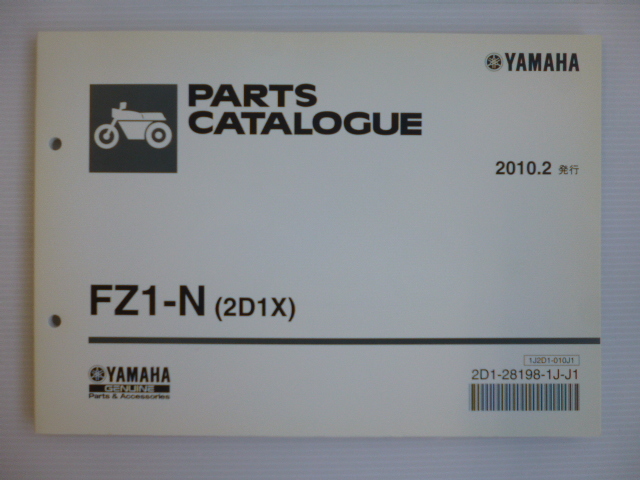 YAMAHA
PARTS
CATALOGUE
2010.2 発行
FZ1-N (2D1X)
YAMAHA
GENUINE
Parts & Accessories
1J2D1-010J1
2D1-28198-1J-J1